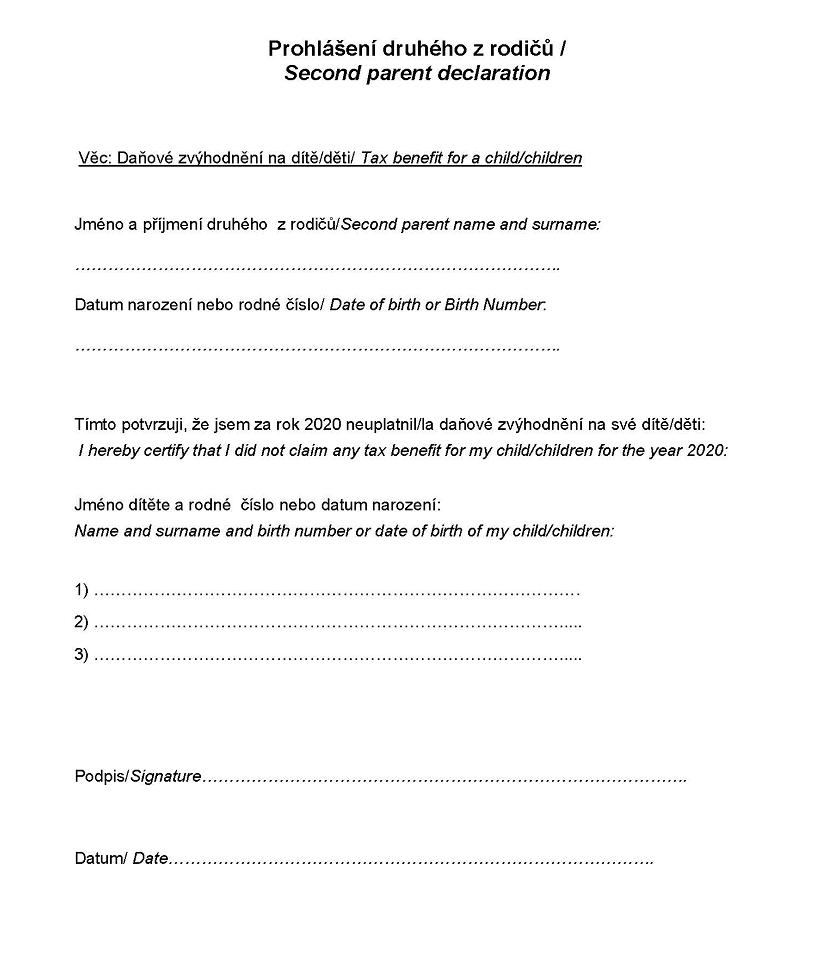 Prohlášení druhého z rodičů /
Second parent declaration
Věc: Daňové zvýhodnění na dítě/děti/ Tax benefit for a child/children
Jméno a příjmení druhého z rodičů/Second parent name and surname:
……………………………………………………………………………….
Datum narození nebo rodné číslo/ Date of birth or Birth Number:
……………………………………………………………………………….
Tímto potvrzuji, že jsem za rok 2020 neuplatnil/la daňové zvýhodnění na své dítě/děti:
I hereby certify that I did not claim any tax benefit for my child/children for the year 2020:
Jméno dítěte a rodné číslo nebo datum narození:
Name and surname and birth number or date of birth of my child/children:
1) ………………………………………………………………………………
2) ……………………………………………………………………………....
3) ……………………………………………………………………………....
Podpis/Signature……………………………………………………………………………….
Datum/ Date……………………………………………………………………………….